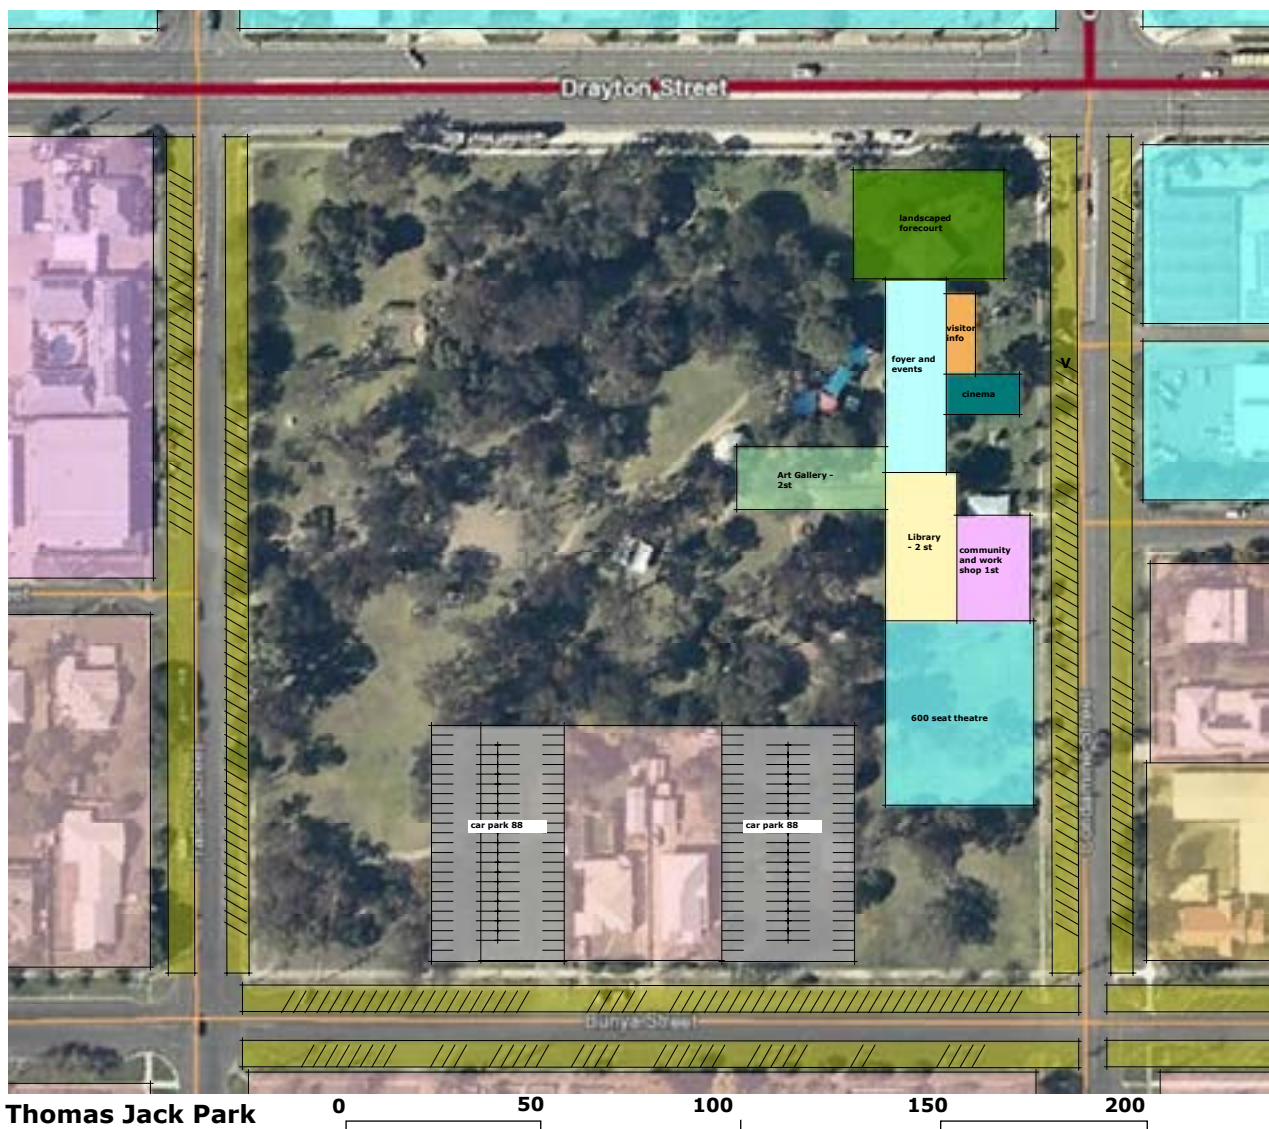 Drayton Street
landscaped
forecourt
visitor
info
foyer and
events
V
cinema
Art Gallery -
2st
Library
- 2 st
community
and work
shop 1st
600 seat theatre
car park 88
car park 88
Bunya Street
Thomas Jack Park
0
50
100
150
200